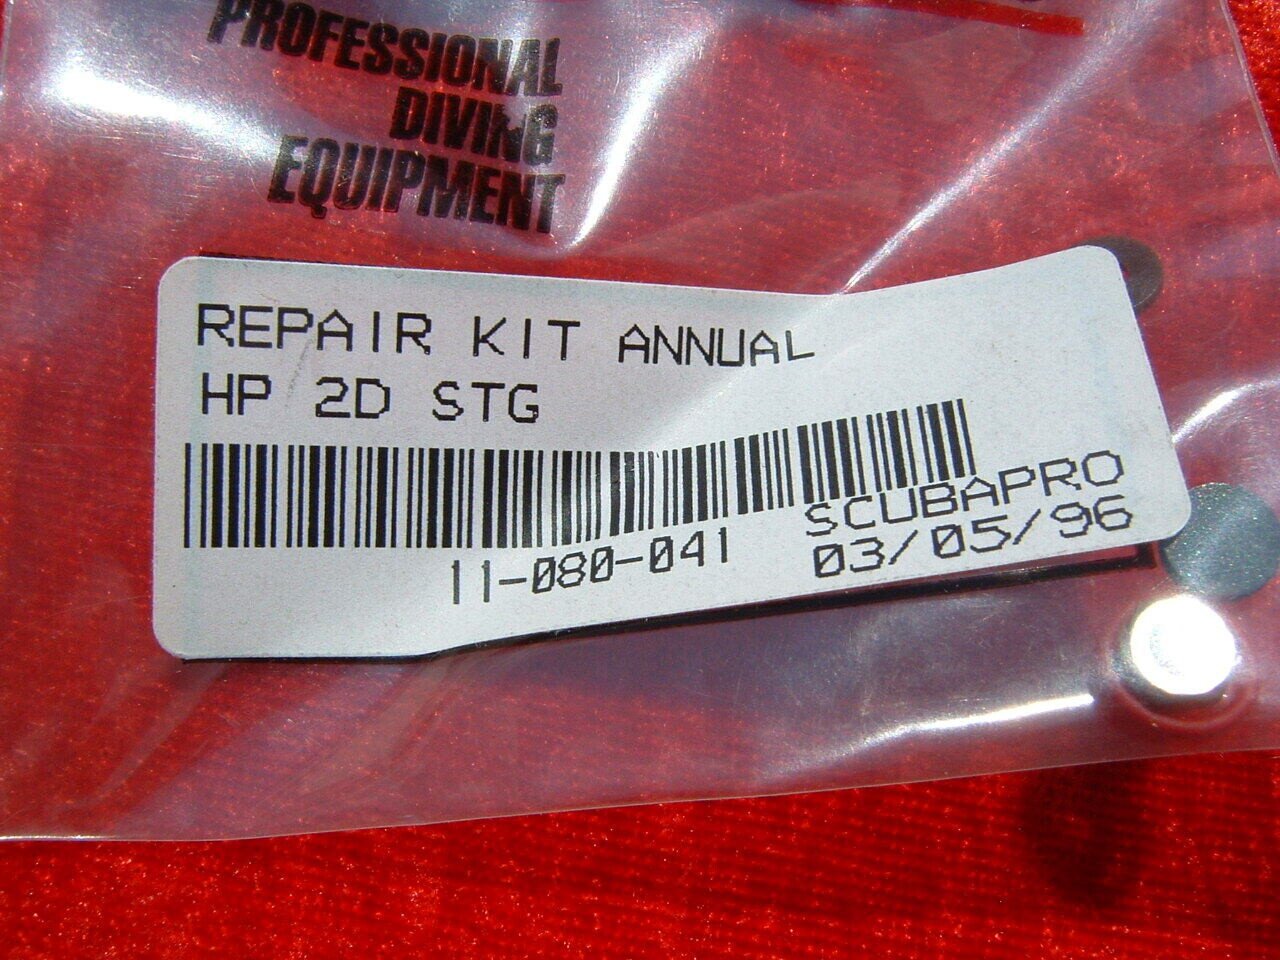 PROFESSIONAL
DIVING
EQUIPMENT
REPAIR KIT ANNUAL
HP 2D STG
11-080-041
SCUBAPRO
03/05/96